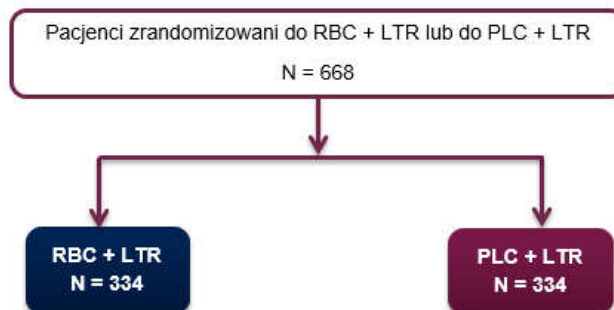 Pacjenci zrandomizowani do RBC + LTR lub do PLC + LTR
N = 668
RBC + LTR
N = 334
PLC + LTR
N = 334